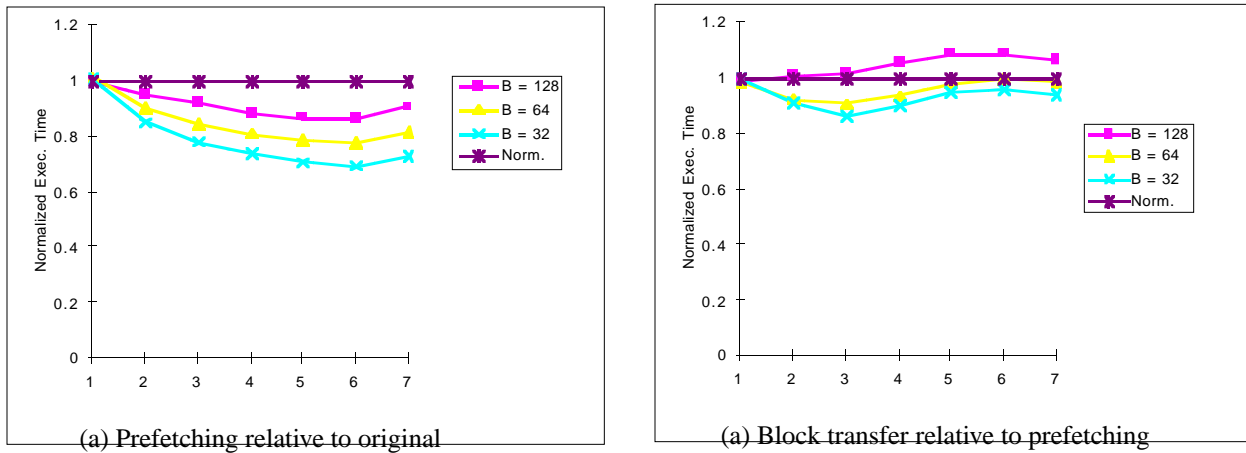 1.2
1
0.8
0.6
0.4
0.2
0
Normalized Exec. Time
1 2 3 4 5 6 7
B = 128
B = 64
B = 32
Norm.
(a) Prefetching relative to original
1.2
1
0.8
0.6
0.4
0.2
0
Normalized Exec. Time
1 2 3 4 5 6 7
B = 128
B = 64
B = 32
Norm.
(a) Block transfer relative to prefetching